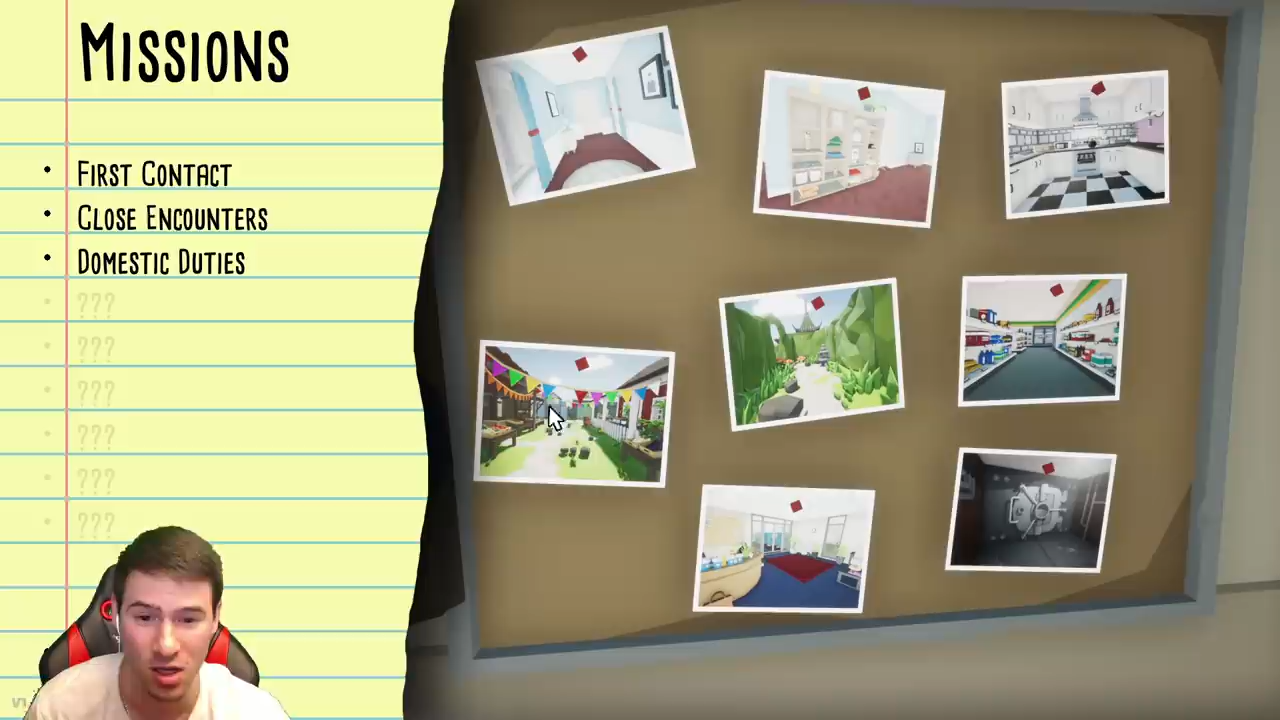 MISSIONS
• FIRST CONTACT
• CLOSE ENCOUNTERS
• DOMESTIC DUTIES
• ???
• ???
• ???
• ???
• ???
• ???